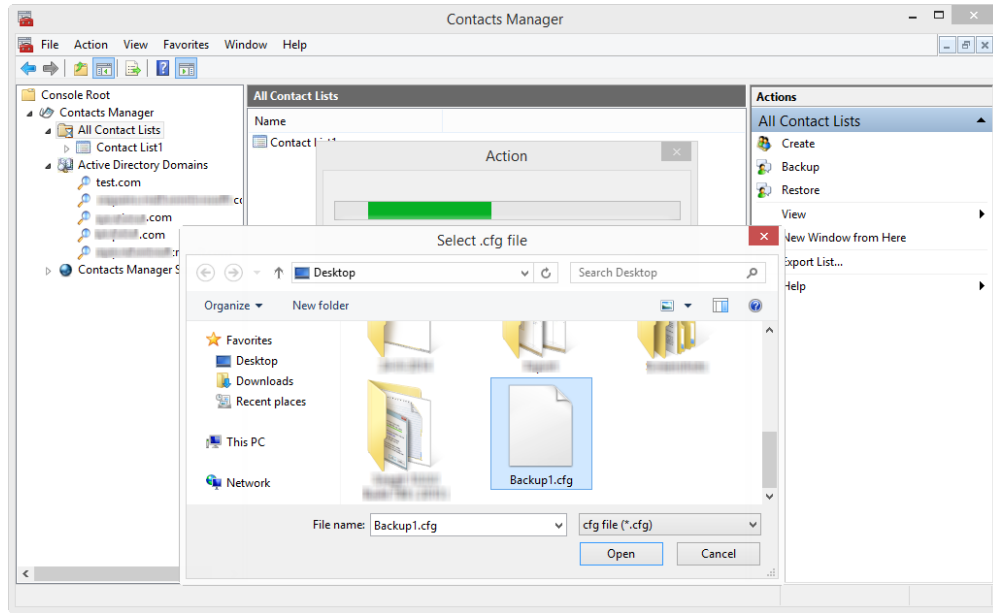 Contacts Manager
File Action View Favorites Window Help
Console Root
Contacts Manager
All Contact Lists
Contact List1
Active Directory Domains
test.com
.com
.com
Contacts Manager S
All Contact Lists
Name
Contact
Action
Actions
All Contact Lists
Create
Backup
Restore
View
New Window from Here
Export List...
Help
Select .cfg file
Desktop
Search Desktop
Organize
New folder
Favorites
Desktop
Downloads
Recent places
This PC
Network
Backup1.cfg
File name: Backup1.cfg
cfg file (*.cfg)
Open Cancel